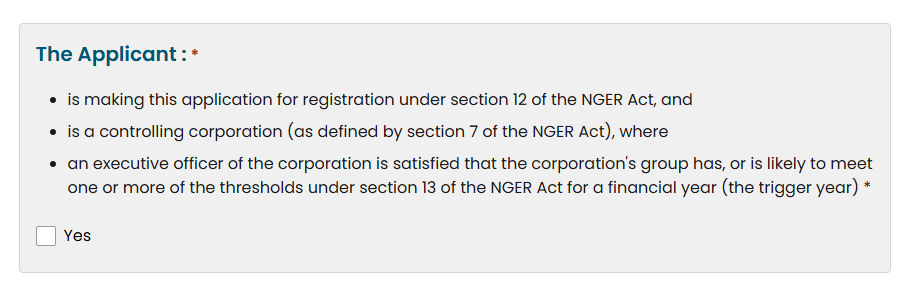 The Applicant : *
• is making this application for registration under section 12 of the NGER Act, and
• is a controlling corporation (as defined by section 7 of the NGER Act), where
• an executive officer of the corporation is satisfied that the corporation's group has, or is likely to meet
one or more of the thresholds under section 13 of the NGER Act for a financial year (the trigger year) *
Yes